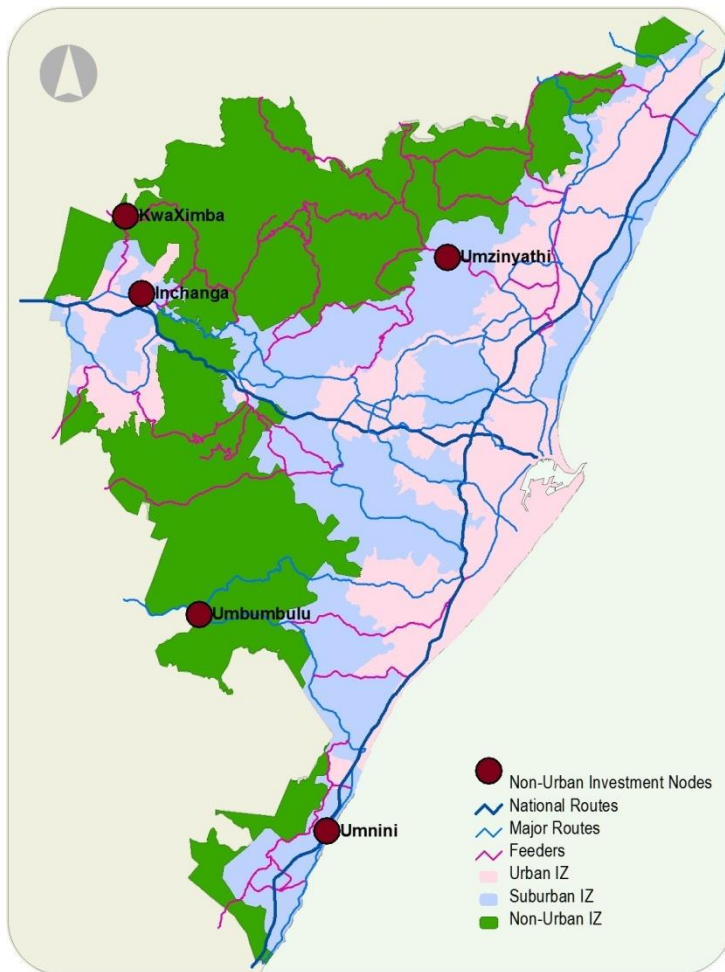 KwaXimba
Umzinyathi
Inchanga
Umbumbulu
Umnini
Non-Urban Investment Nodes
National Routes
Major Routes
Feeders
Urban IZ
Suburban IZ
Non-Urban IZ